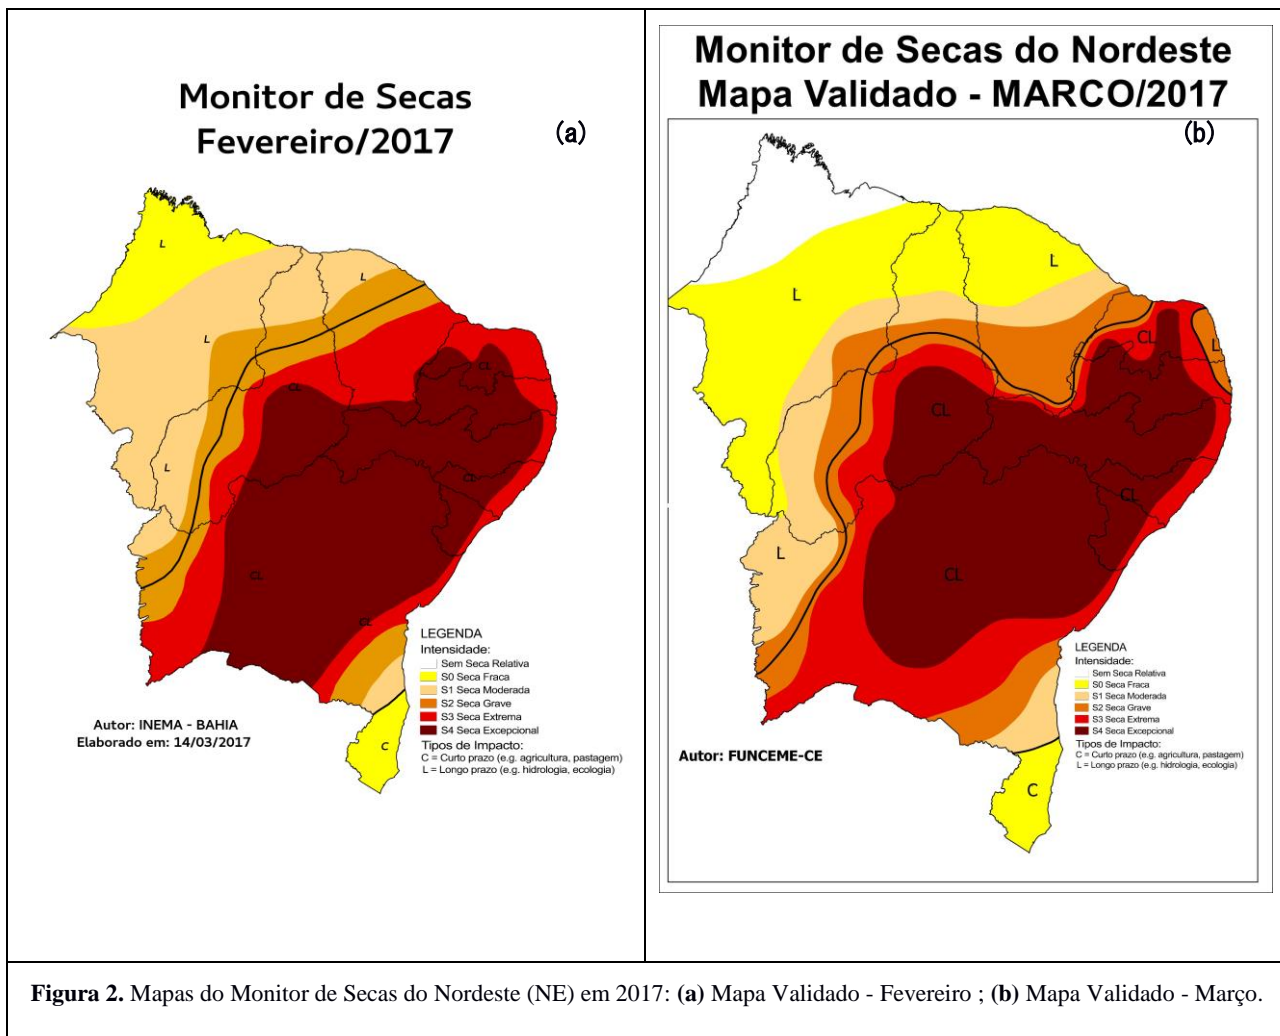 Monitor de Secas
Fevereiro/2017
(a)
L
L
L
L
CL
CL
CL
CL
CL
C
LEGENDA
Intensidade:
Sem Seca Relativa
S0 Seca Fraca
S1 Seca Moderada
S2 Seca Grave
S3 Seca Extrema
S4 Seca Excepcional
Tipos de Impacto:
C = Curto prazo (e.g. agricultura, pastagem)
L = Longo prazo (e.g. hidrologia, ecologia)
Autor: INEMA - BAHIA
Elaborado em: 14/03/2017
Monitor de Secas do Nordeste
Mapa Validado - MARCO/2017
(b)
L
L
CL
L
CL
CL
L
CL
C
LEGENDA
Intensidade:
Sem Seca Relativa
S0 Seca Fraca
S1 Seca Moderada
S2 Seca Grave
S3 Seca Extrema
S4 Seca Excepcional
Tipos de Impacto:
C = Curto prazo (e.g. agricultura, pastagem)
L = Longo prazo (e.g. hidrologia, ecologia)
Autor: FUNCEME-CE
Figura 2. Mapas do Monitor de Secas do Nordeste (NE) em 2017: (a) Mapa Validado - Fevereiro ; (b) Mapa Validado - Março.